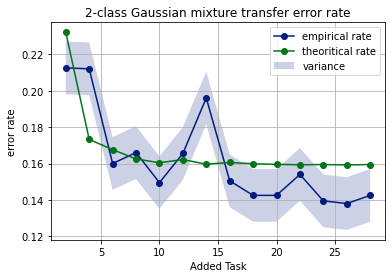 2-class Gaussian mixture transfer error rate
empirical rate
theoritical rate
variance
error rate
0.22
0.20
0.18
0.16
0.14
0.12
5
10
15
20
25
Added Task